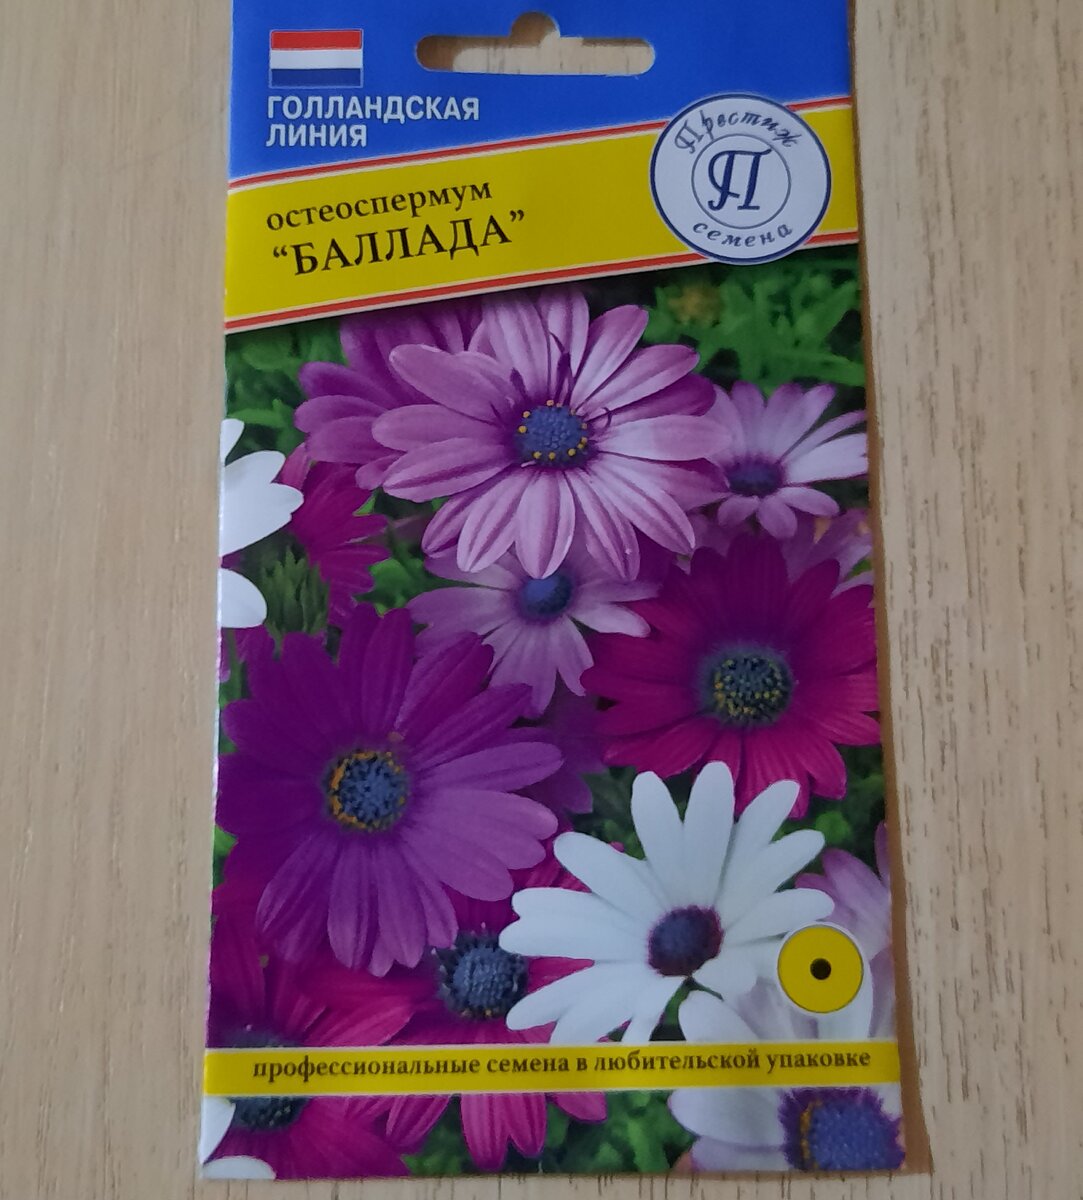 ГОЛЛАНДСКАЯ
ЛИНИЯ
Престиж
П
семена
остеоспермум
“БАЛЛАДА”
профессиональные семена в любительской упаковке